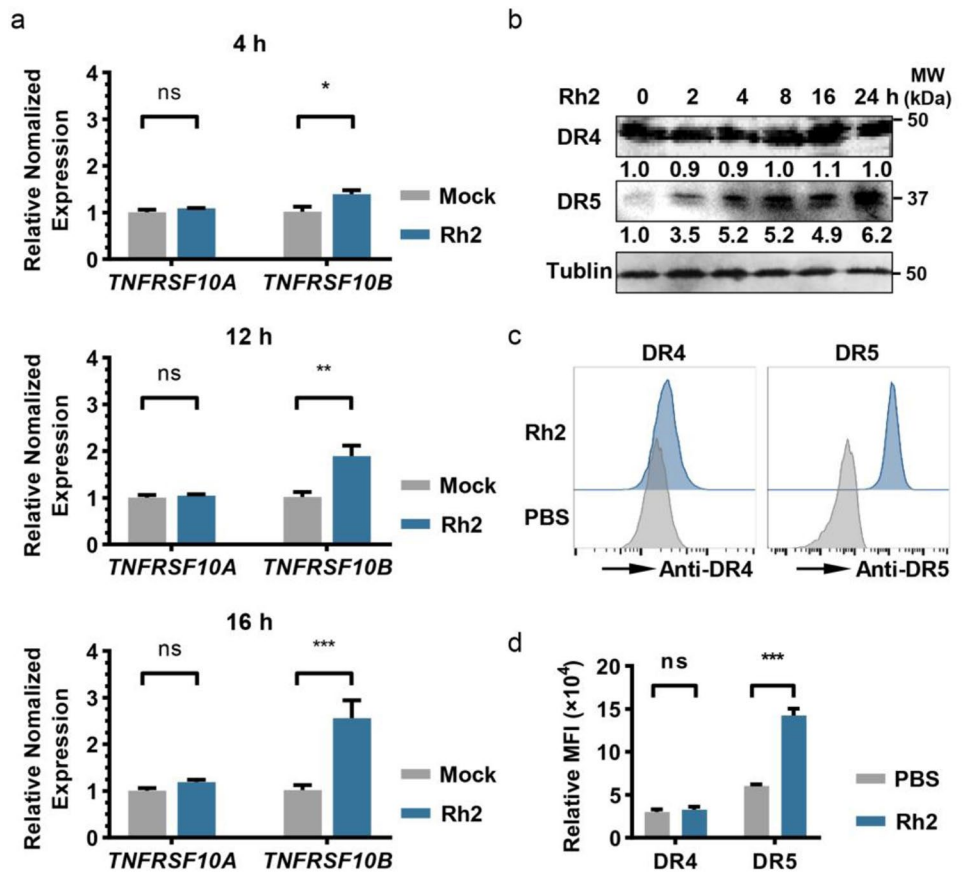 a
4 h
Relative Nomalized
Expression
4
3
2
1
0
ns
*
Mock
Rh2
TNFRSF10A TNFRSF10B
12 h
Relative Nomalized
Expression
4
3
2
1
0
ns
**
Mock
Rh2
TNFRSF10A TNFRSF10B
16 h
Relative Nomalized
Expression
4
3
2
1
0
ns
***
Mock
Rh2
TNFRSF10A TNFRSF10B
b
MW
Rh2 0 2 4 8 16 24 h (kDa)
DR4 50
1.0 0.9 0.9 1.0 1.1 1.0
DR5 37
1.0 3.5 5.2 5.2 4.9 6.2
Tublin 50
c
DR4 DR5
Rh2
PBS
Anti-DR4 Anti-DR5
d
Relative MFI (×10⁴)
20
15
10
5
0
ns
***
PBS
Rh2
DR4 DR5